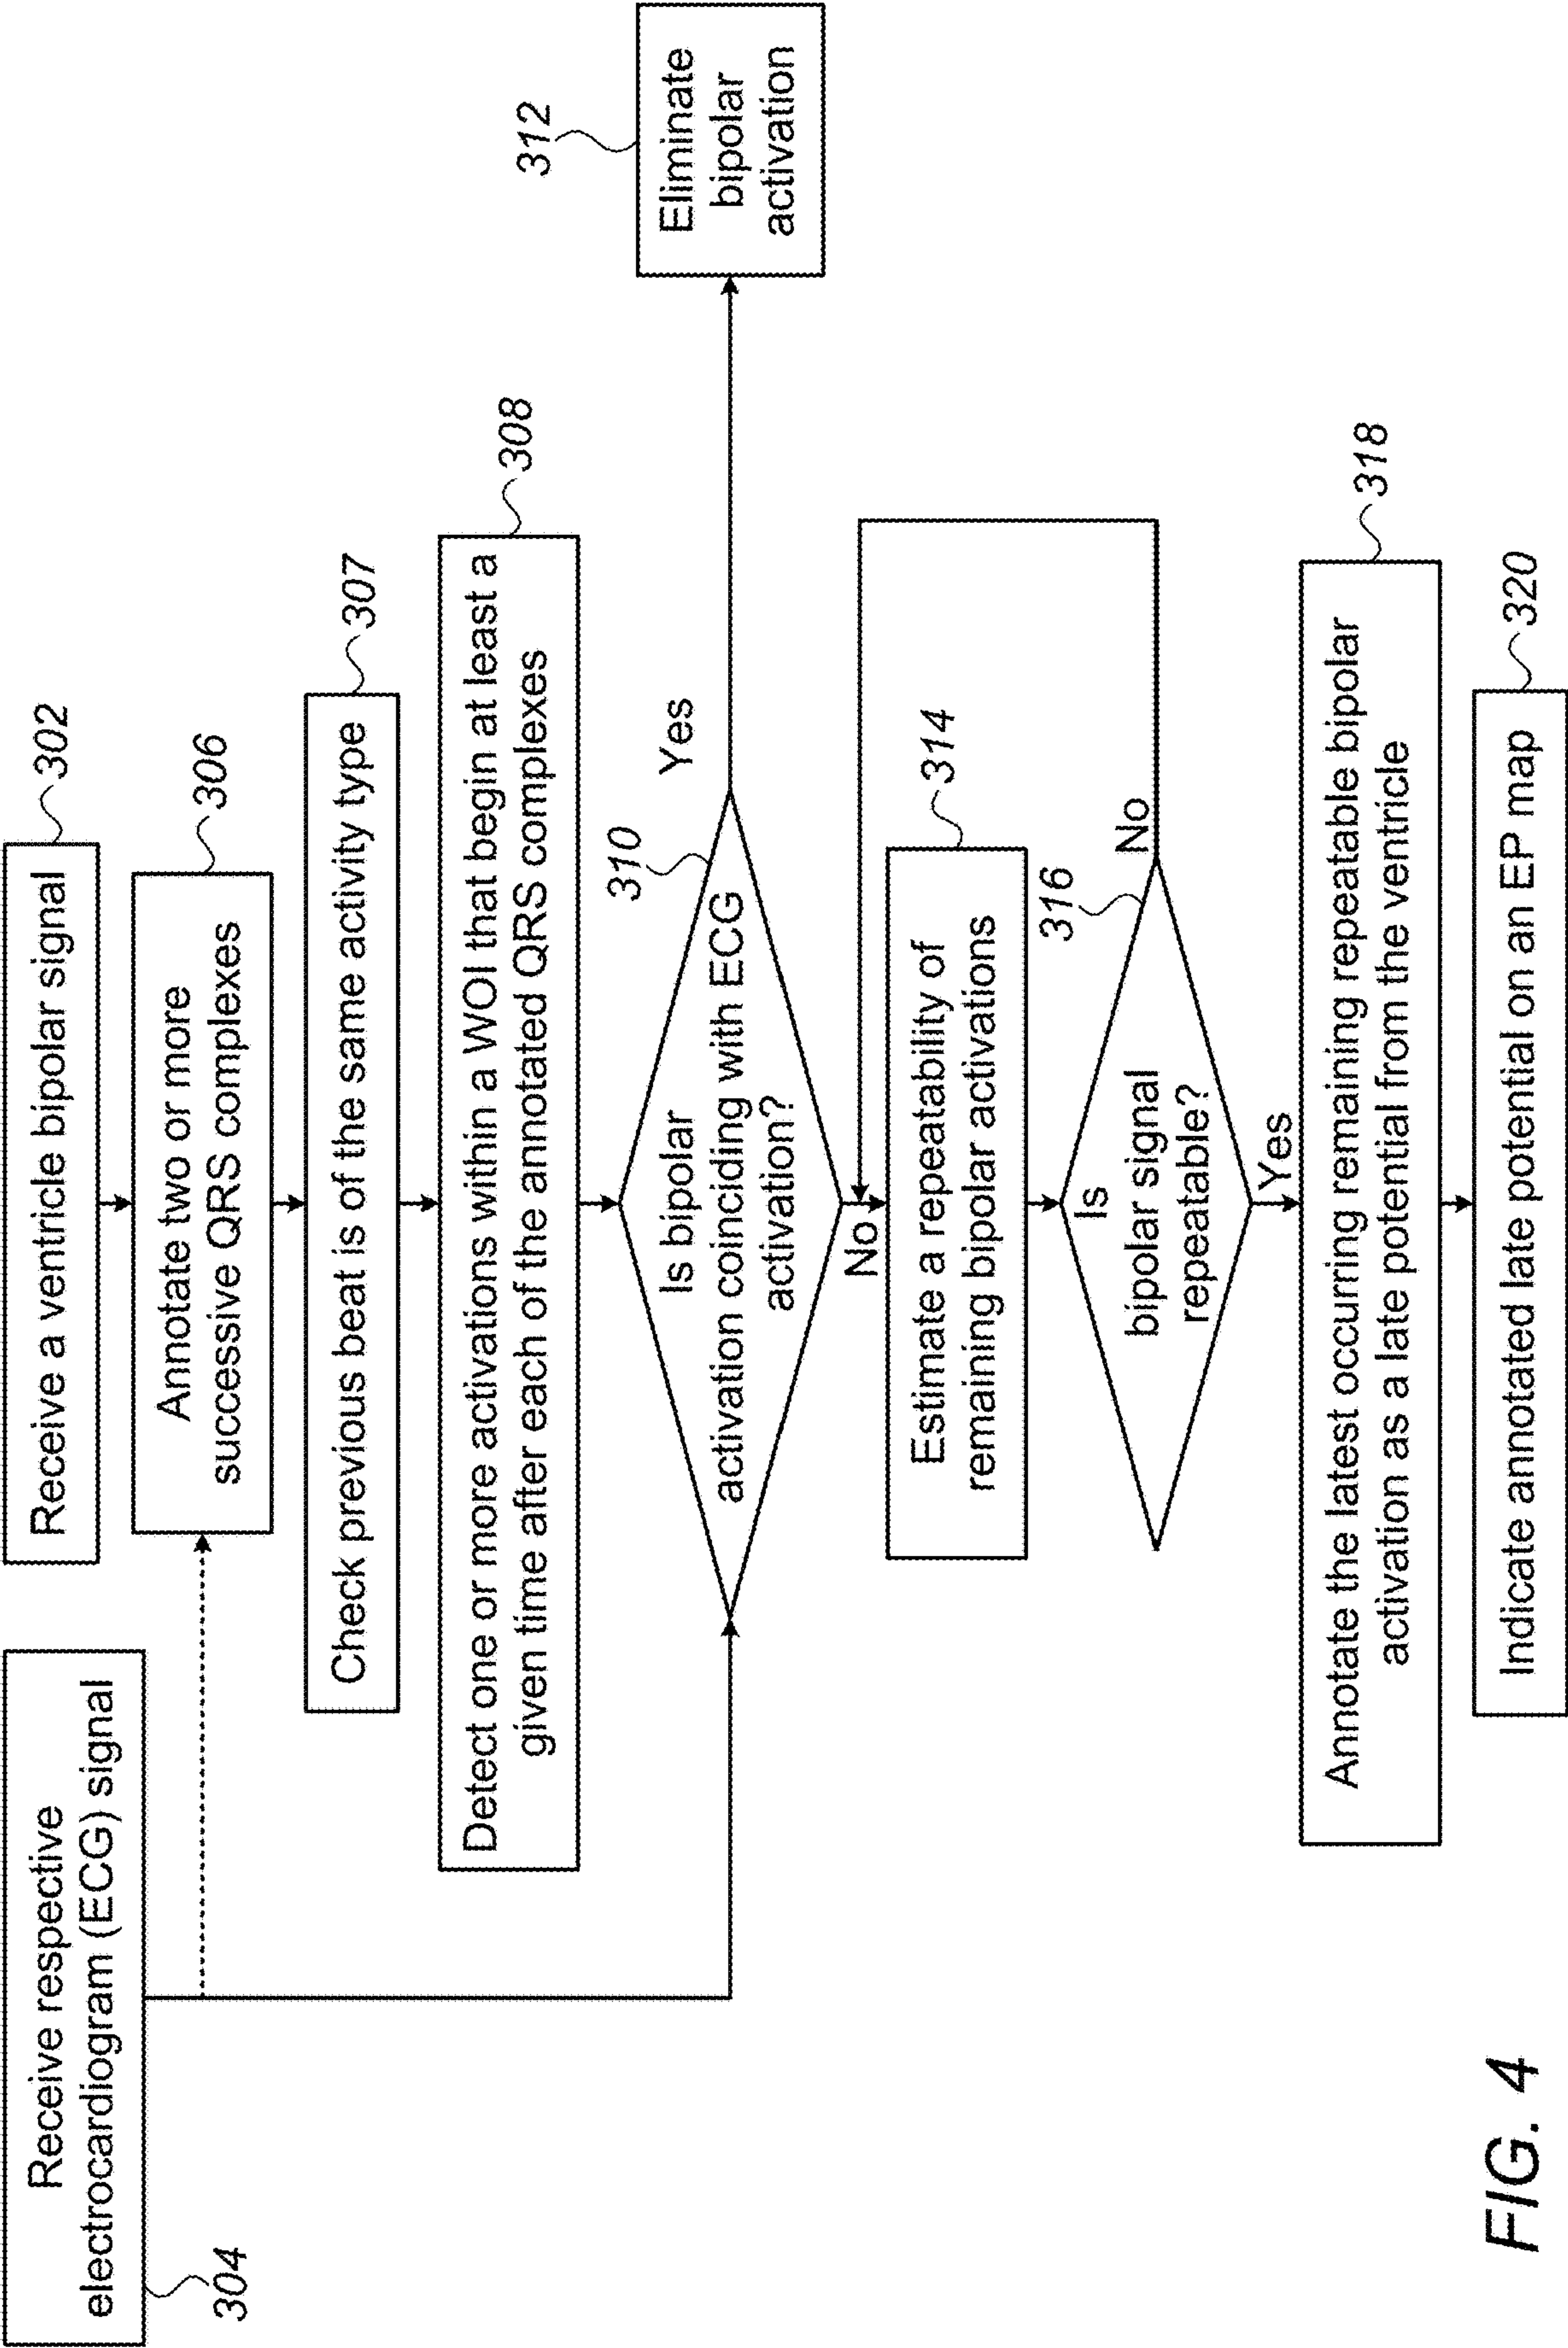 Receive respective
electrocardiogram (ECG) signal
304
Receive a ventricle bipolar signal
302
Annotate two or more
successive QRS complexes
306
Check previous beat is of the same activity type
307
Detect one or more activations within a WOI that begin at least a
given time after each of the annotated QRS complexes
308
Is bipolar
activation coinciding with ECG
activation?
310
Yes
Eliminate
bipolar
activation
312
No
Estimate a repeatability of
remaining bipolar activations
314
Is
bipolar signal
repeatable?
316
No
Yes
Annotate the latest occurring remaining repeatable bipolar
activation as a late potential from the ventricle
318
Indicate annotated late potential on an EP map
320
FIG. 4